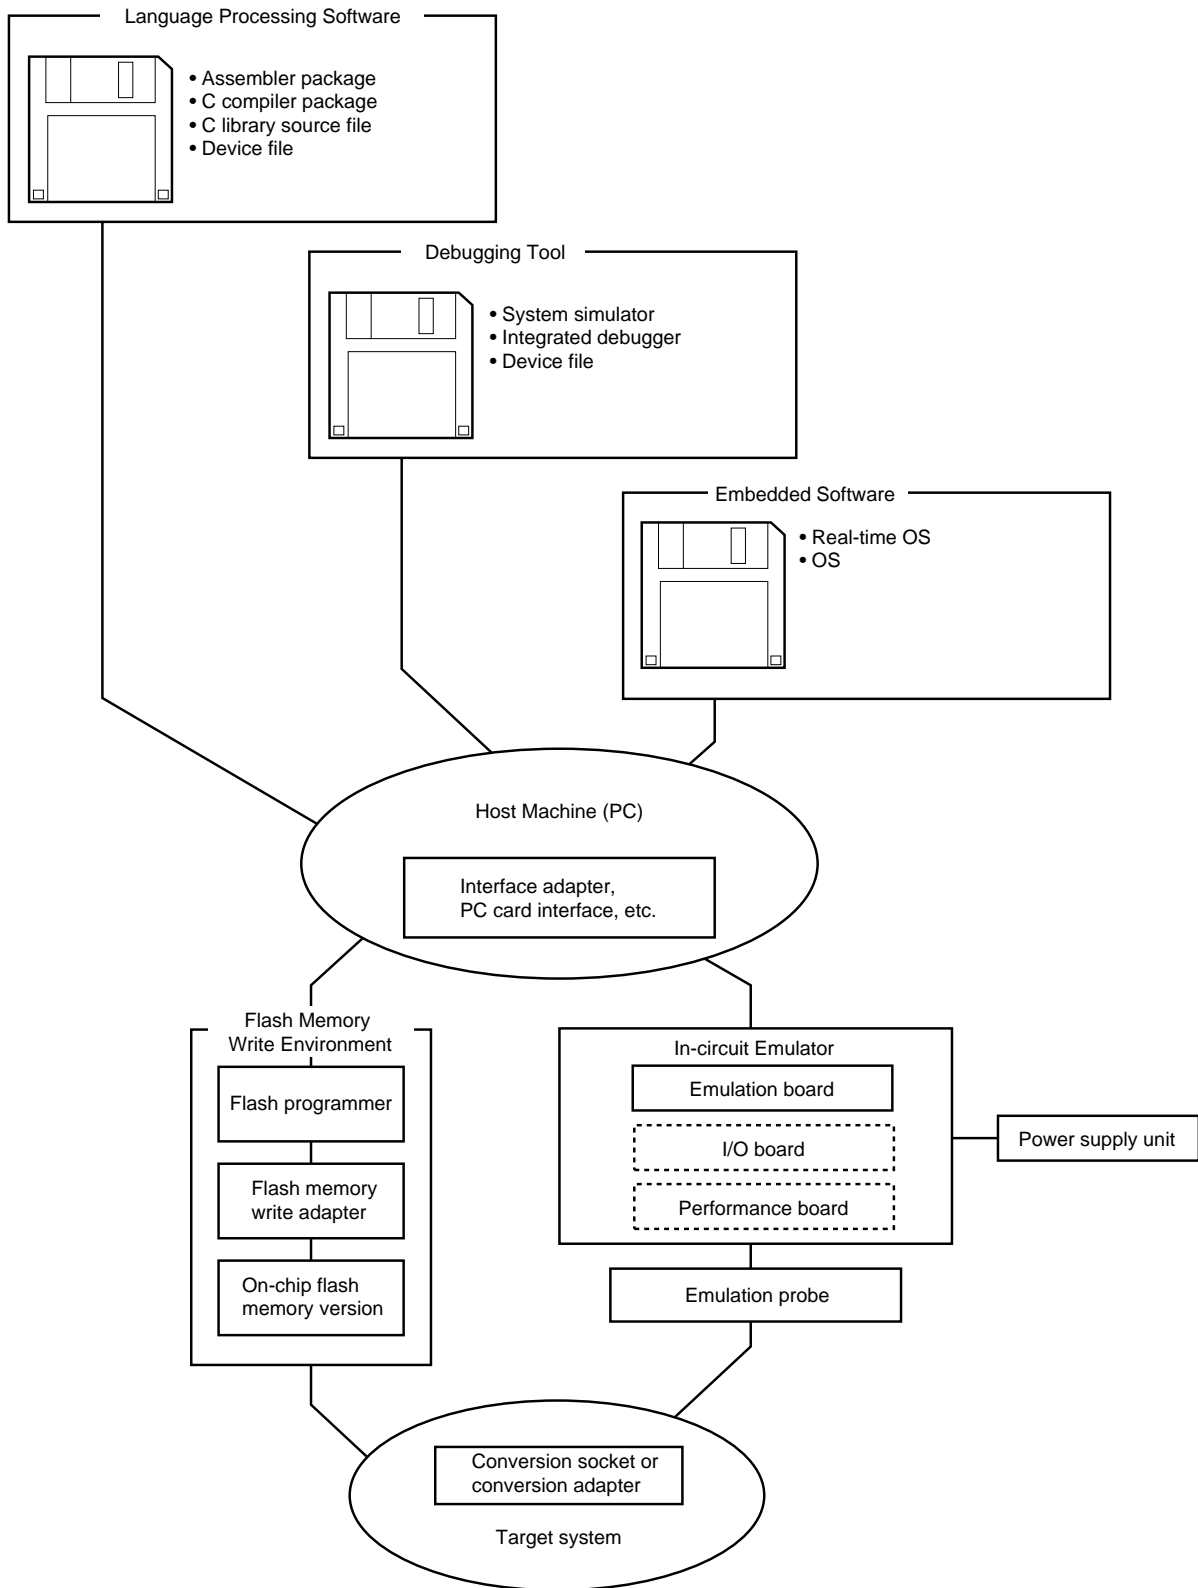 Language Processing Software
• Assembler package
• C compiler package
• C library source file
• Device file
Debugging Tool
• System simulator
• Integrated debugger
• Device file
Embedded Software
• Real-time OS
• OS
Host Machine (PC)
Interface adapter,
PC card interface, etc.
Flash Memory
Write Environment
Flash programmer
Flash memory
write adapter
On-chip flash
memory version
In-circuit Emulator
Emulation board
I/O board
Performance board
Power supply unit
Emulation probe
Conversion socket or
conversion adapter
Target system